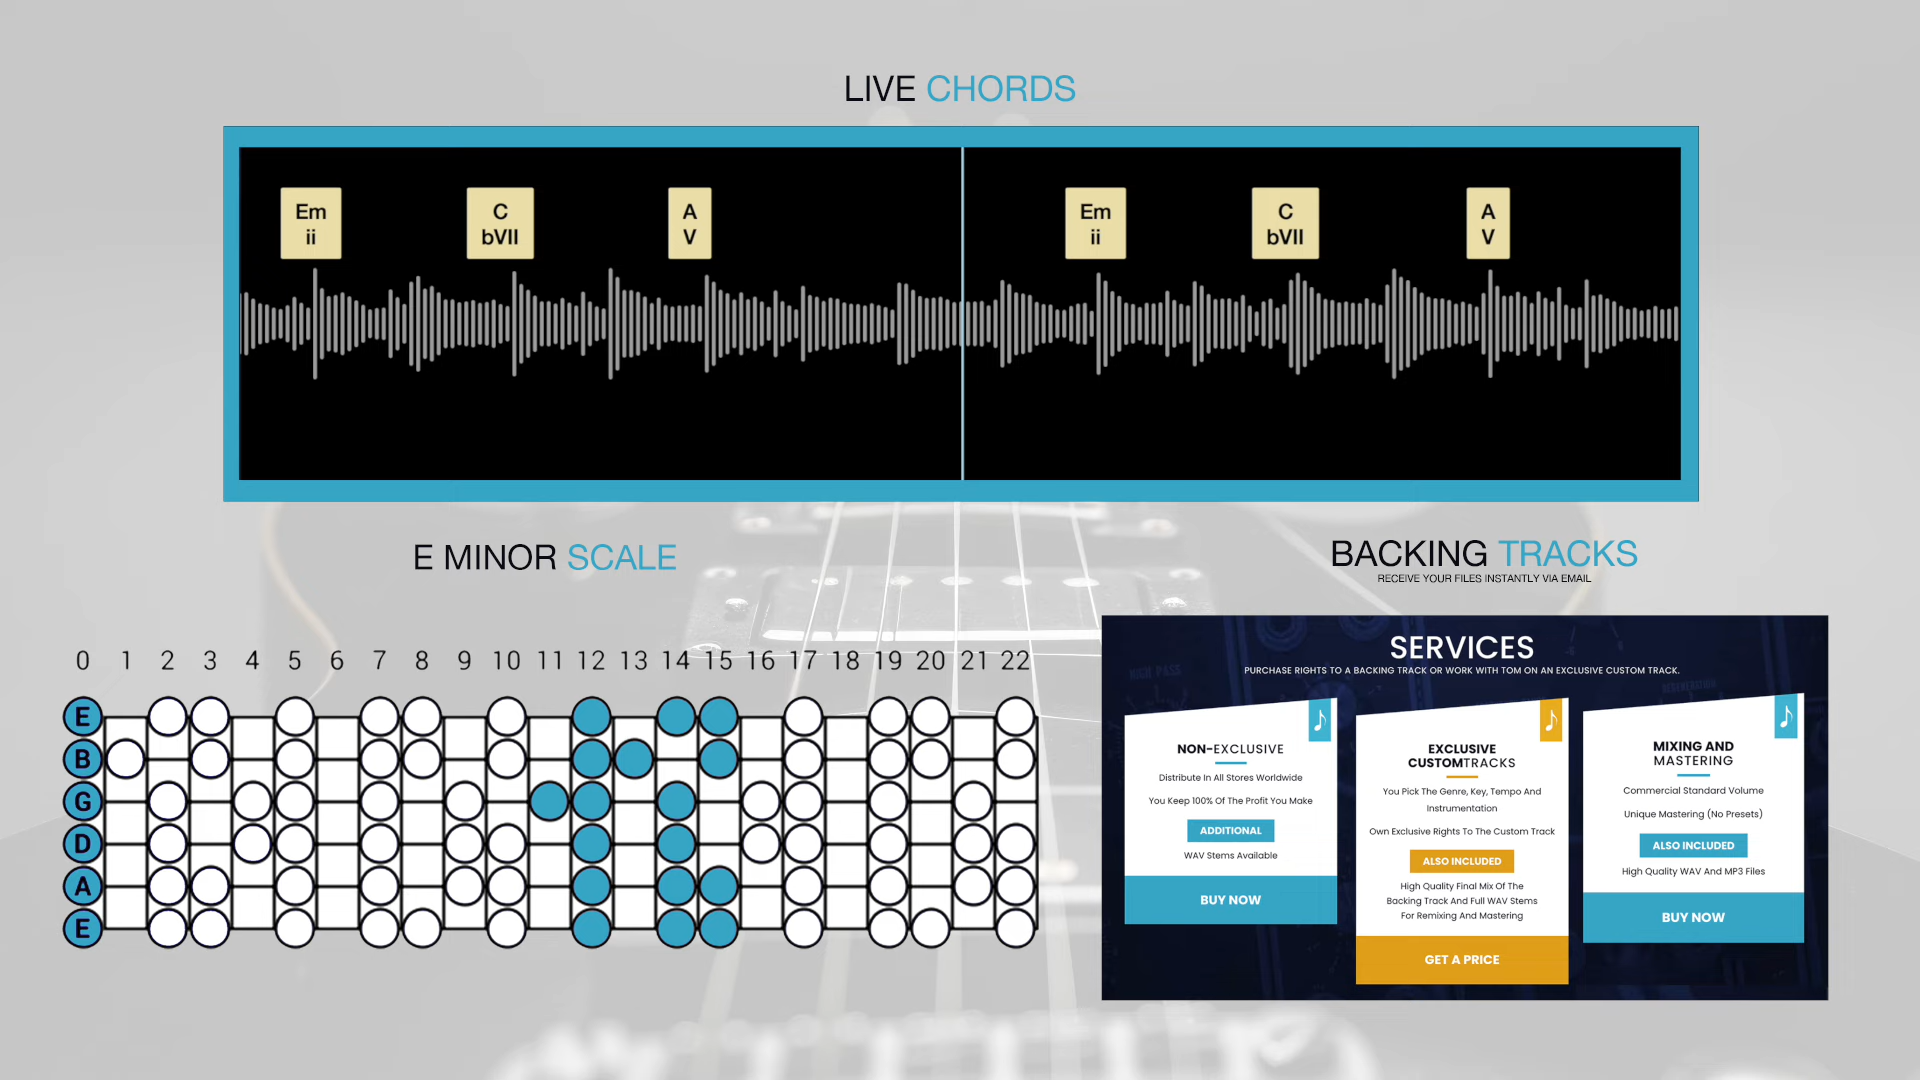 LIVE CHORDS
Em
ii
C
bVII
A
V
Em
ii
C
bVII
A
V
E MINOR SCALE
0 1 2 3 4 5 6 7 8 9 10 11 12 13 14 15 16 17 18 19 20 21 22
E
B
G
D
A
E
BACKING TRACKS
RECEIVE YOUR FILES INSTANTLY VIA EMAIL
SERVICES
PURCHASE RIGHTS TO A BACKING TRACK OR WORK WITH TOM ON AN EXCLUSIVE CUSTOM TRACK.
HIGH PASS
NON-EXCLUSIVE
Distribute In All Stores Worldwide
You Keep 100% Of The Profit You Make
ADDITIONAL
WAV Stems Available
BUY NOW
EXCLUSIVE
CUSTOMTRACKS
You Pick The Genre, Key, Tempo And
Instrumentation
Own Exclusive Rights To The Custom Track
ALSO INCLUDED
High Quality Final Mix Of The
Backing Track And Full WAV Stems
For Remixing And Mastering
GET A PRICE
MIXING AND
MASTERING
Commercial Standard Volume
Unique Mastering (No Presets)
ALSO INCLUDED
High Quality WAV And MP3 Files
BUY NOW